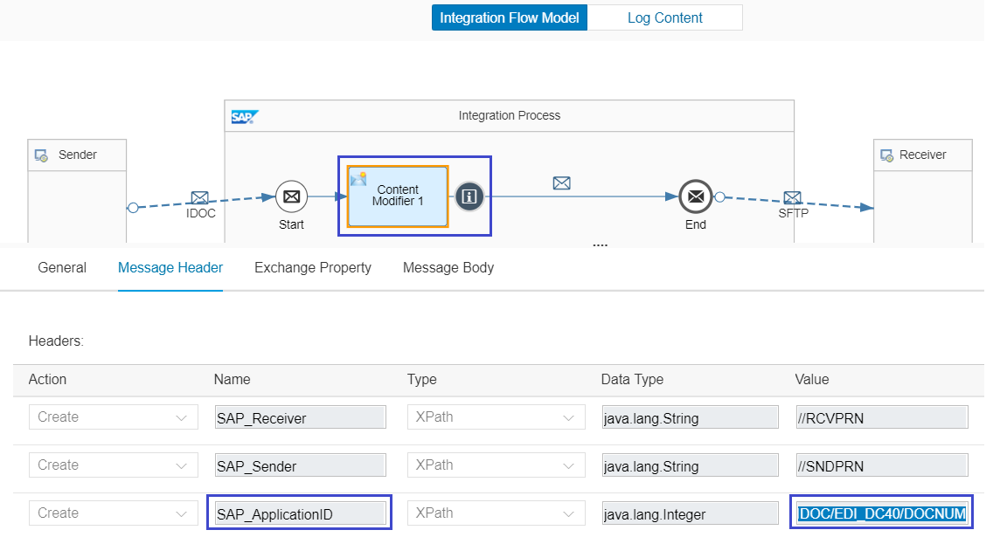 Integration Flow Model Log Content
SAP Integration Process
Sender
Receiver
Content
Modifier 1
IDOC
SFTP
Start
End
General Message Header Exchange Property Message Body
Headers:
Action Name Type Data Type Value
Create SAP_Receiver XPath java.lang.String //RCVPRN
Create SAP_Sender XPath java.lang.String //SNDPRN
Create SAP_ApplicationID XPath java.lang.Integer DOC/EDI_DC40/DOCNUM